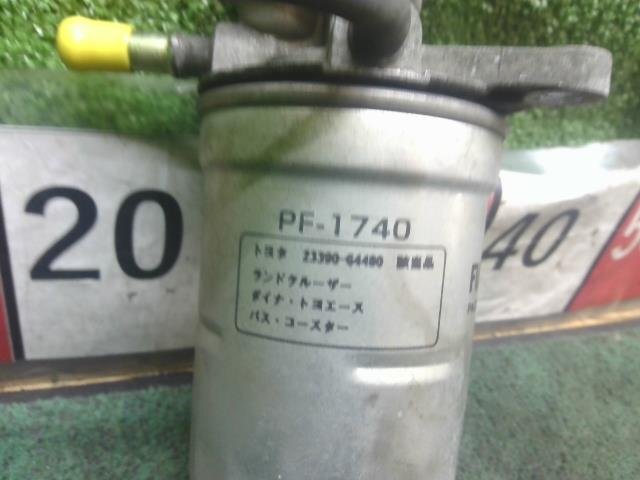 PF-1740
トヨタ 23390-64480 該当品
ランドクルーザー
ダイナ・トヨエース
バス・コースター
20
40
5